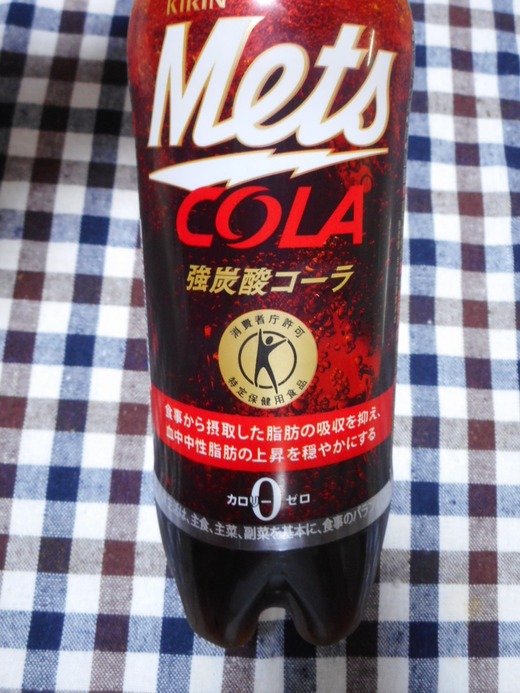 KIRIN
Mets
COLA
強炭酸コーラ
消費者庁許可
特定保健用食品
食事から摂取した脂肪の吸収を抑え、
血中中性脂肪の上昇を穏やかにする
カロリー0ゼロ
は、主食、主菜、副菜を基本に、食事のバラ